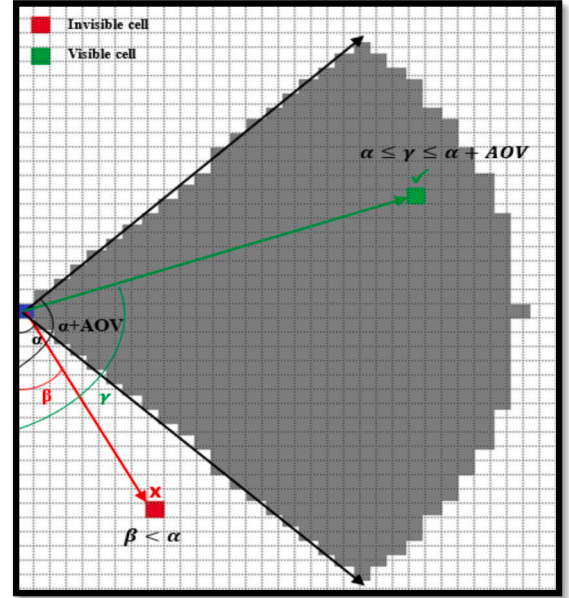 Invisible cell
Visible cell
α ≤ γ ≤ α + AOV
✓
α+AOV
α
β
γ
x
β < α